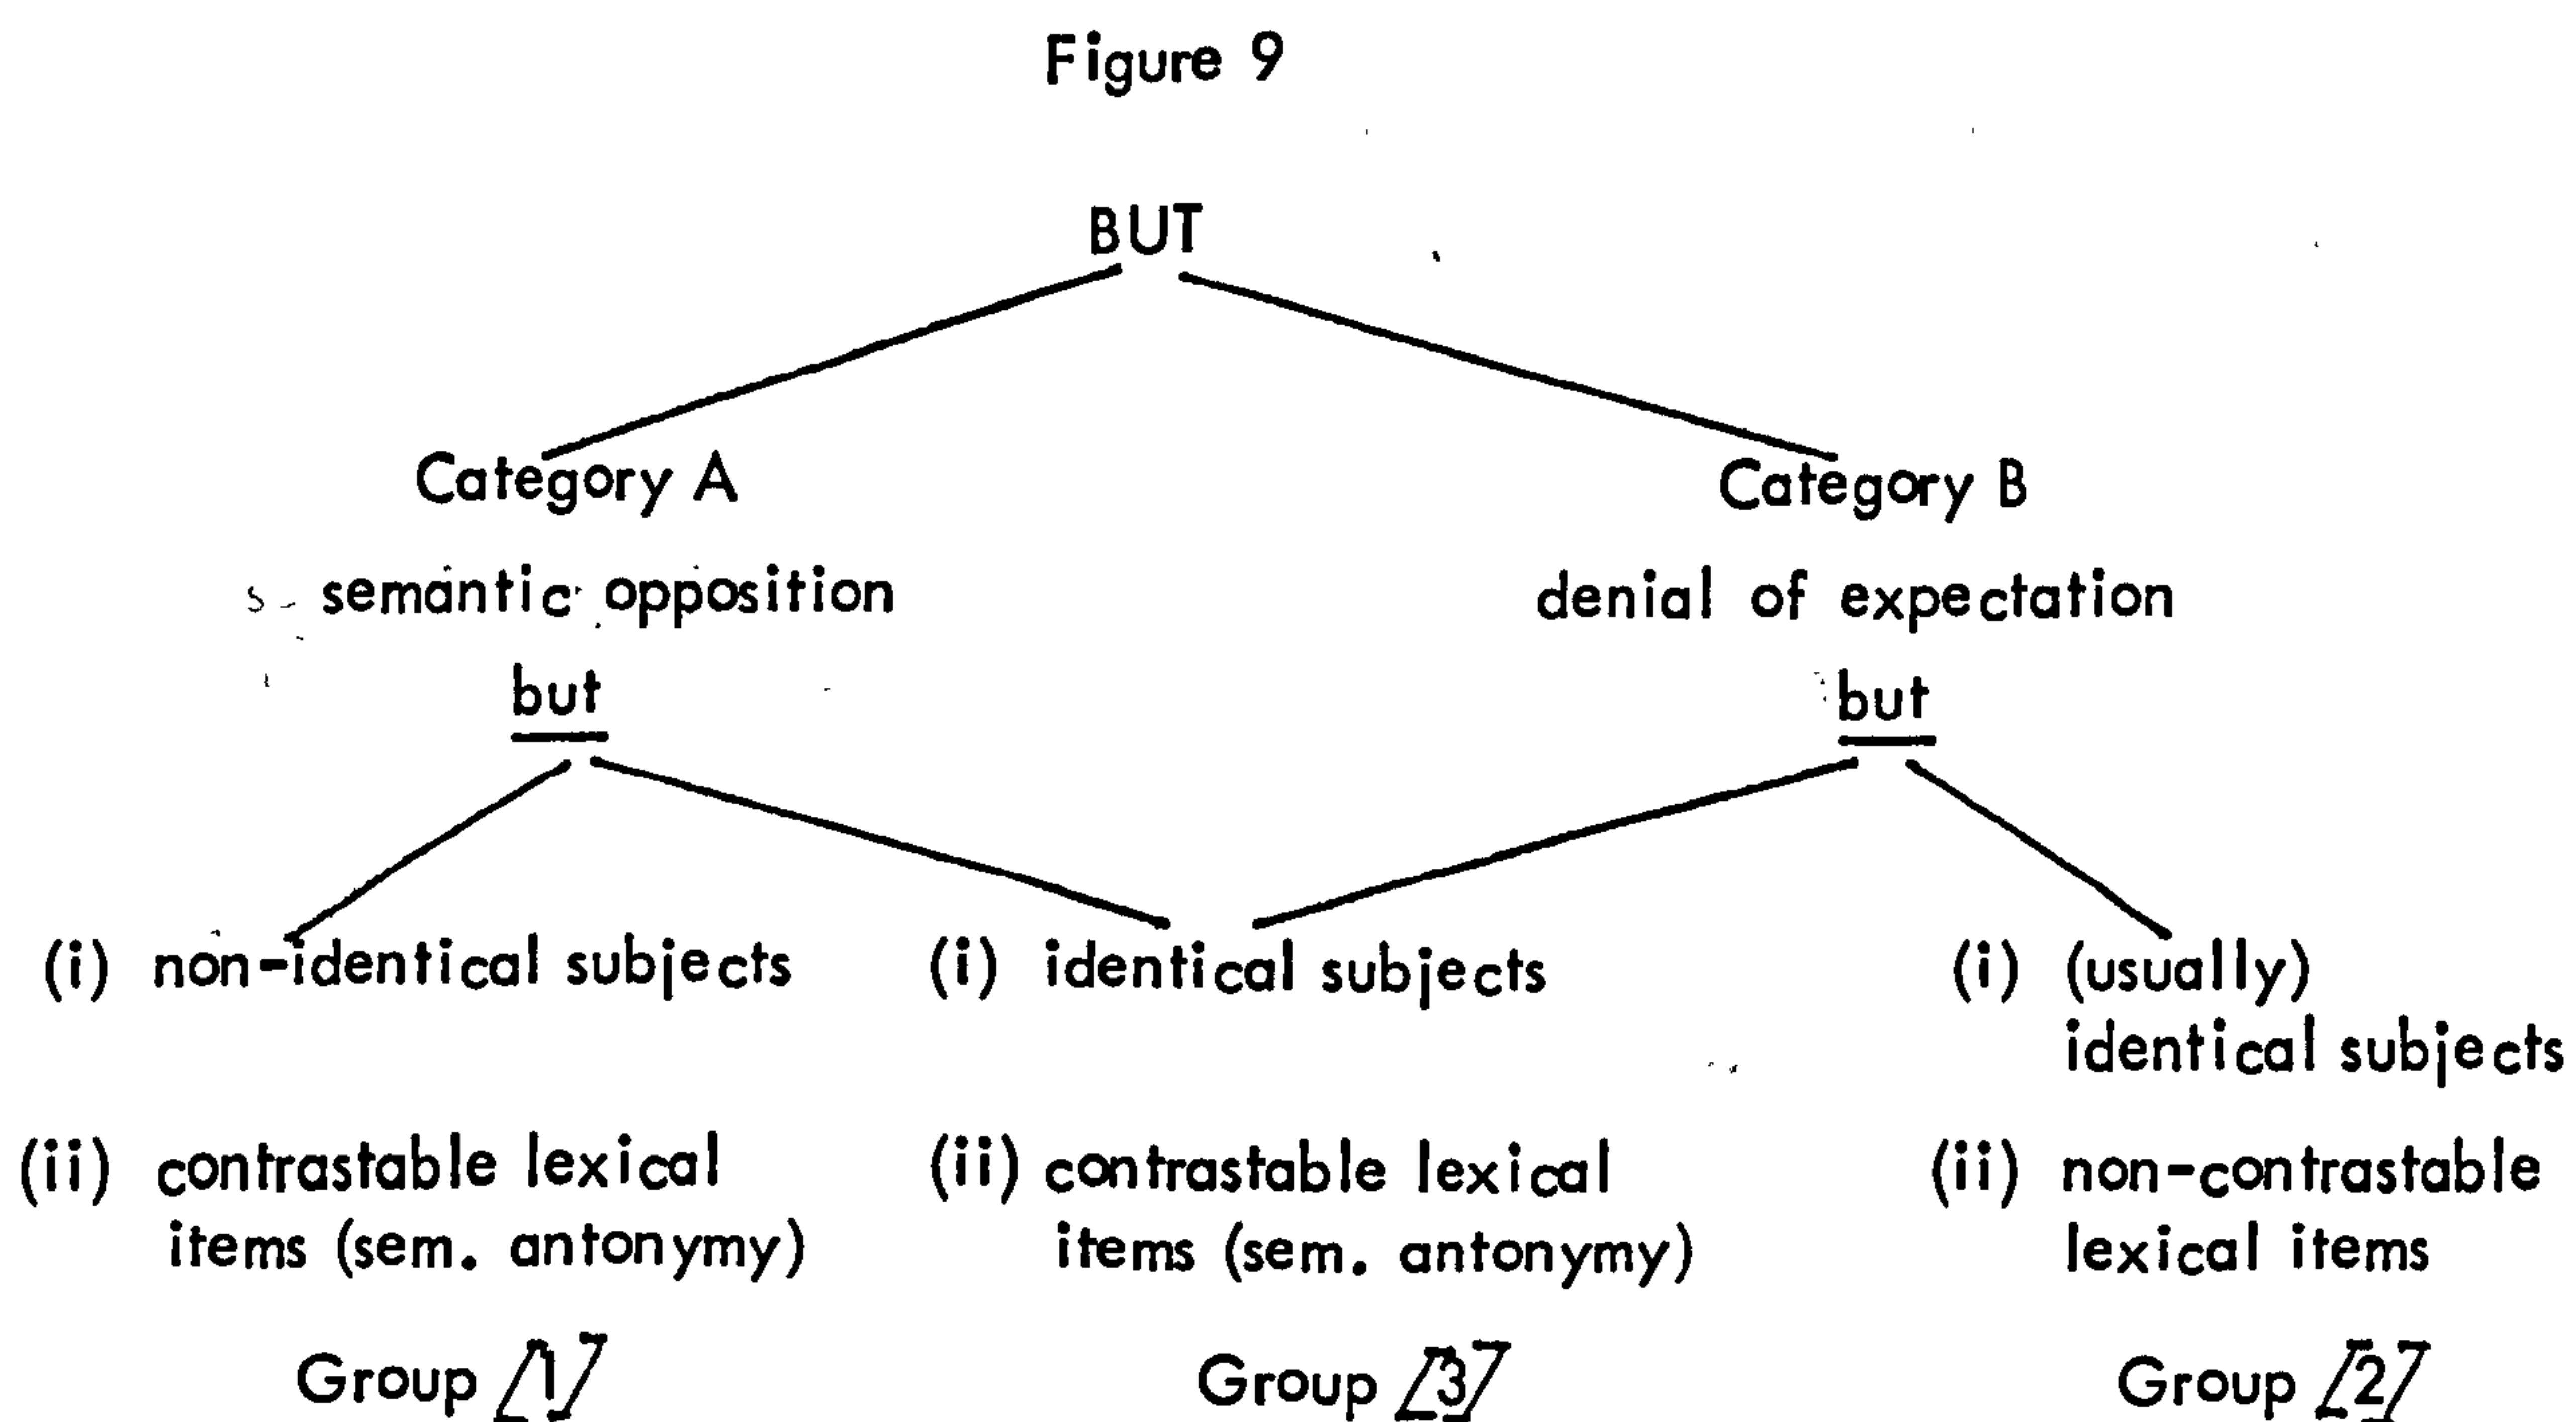 Figure 9
BUT
Category A
Category B
semantic opposition
denial of expectation
but
but
(i) non-identical subjects
(i) identical subjects
(i) (usually)
identical subjects
(ii) contrastable lexical
items (sem. antonymy)
(ii) contrastable lexical
items (sem. antonymy)
(ii) non-contrastable
lexical items
Group [1]
Group [3]
Group [2]